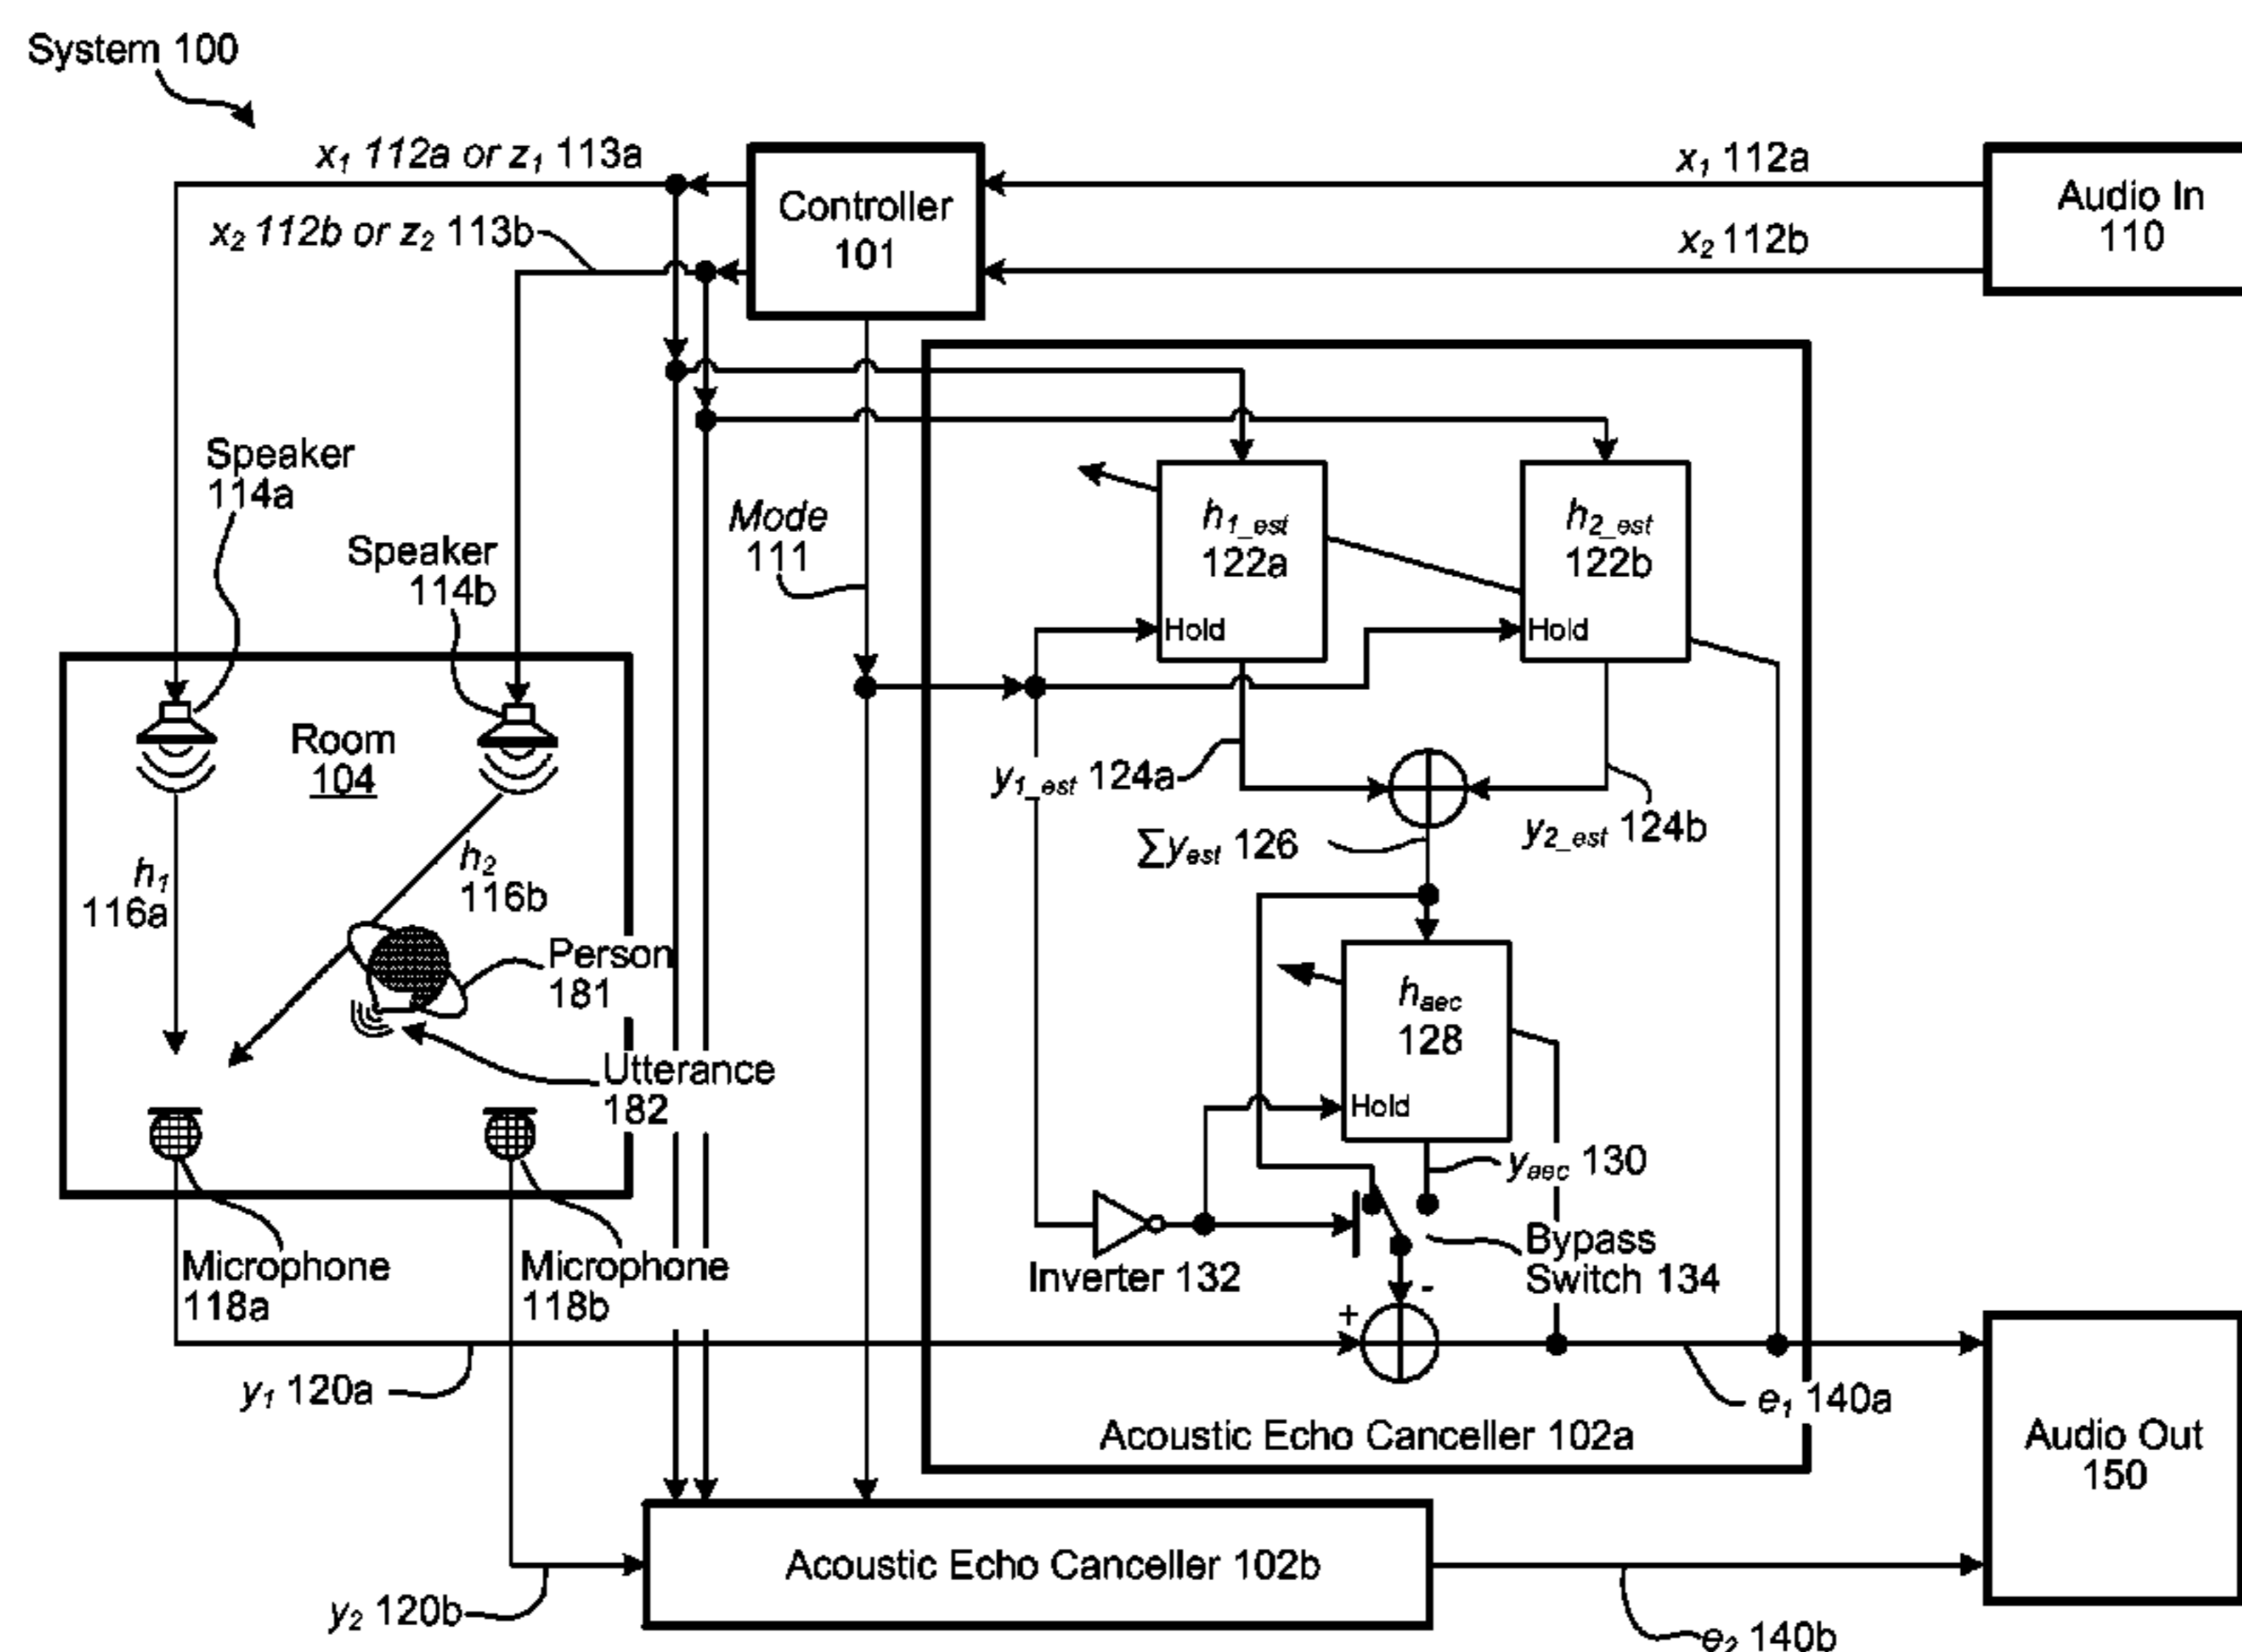 System 100
x1 112a or z1 113a
x2 112b or z2 113b
Controller
101
x1 112a
x2 112b
Audio In
110
Speaker
114a
Speaker
114b
Mode
111
h1_est
122a
Hold
h2_est
122b
Hold
Room
104
y1_est 124a
∑yest 126
y2_est 124b
h1
116a
h2
116b
Person
181
Utterance
182
haec
128
Hold
yaec 130
Microphone
118a
Microphone
118b
Inverter 132
Bypass
Switch 134
-
+
y1 120a
e1 140a
Acoustic Echo Canceller 102a
Audio Out
150
Acoustic Echo Canceller 102b
y2 120b
e2 140b